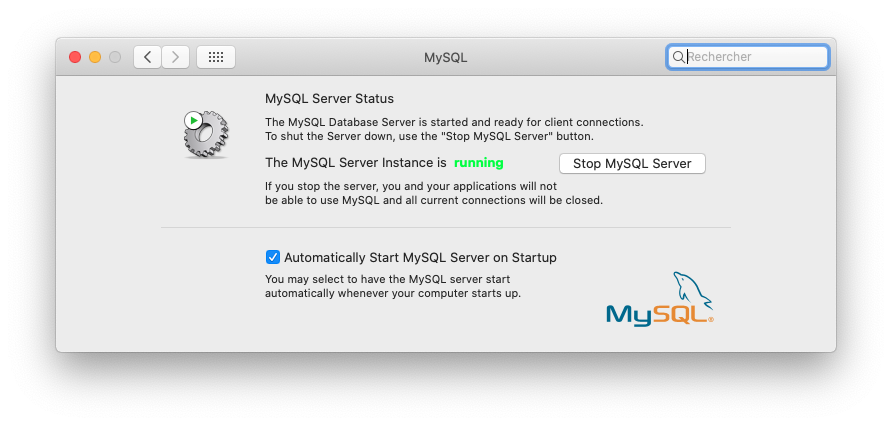 MySQL
Rechercher
MySQL Server Status
The MySQL Database Server is started and ready for client connections.
To shut the Server down, use the "Stop MySQL Server" button.
The MySQL Server Instance is running
Stop MySQL Server
If you stop the server, you and your applications will not
be able to use MySQL and all current connections will be closed.
Automatically Start MySQL Server on Startup
You may select to have the MySQL server start
automatically whenever your computer starts up.
MySQL®